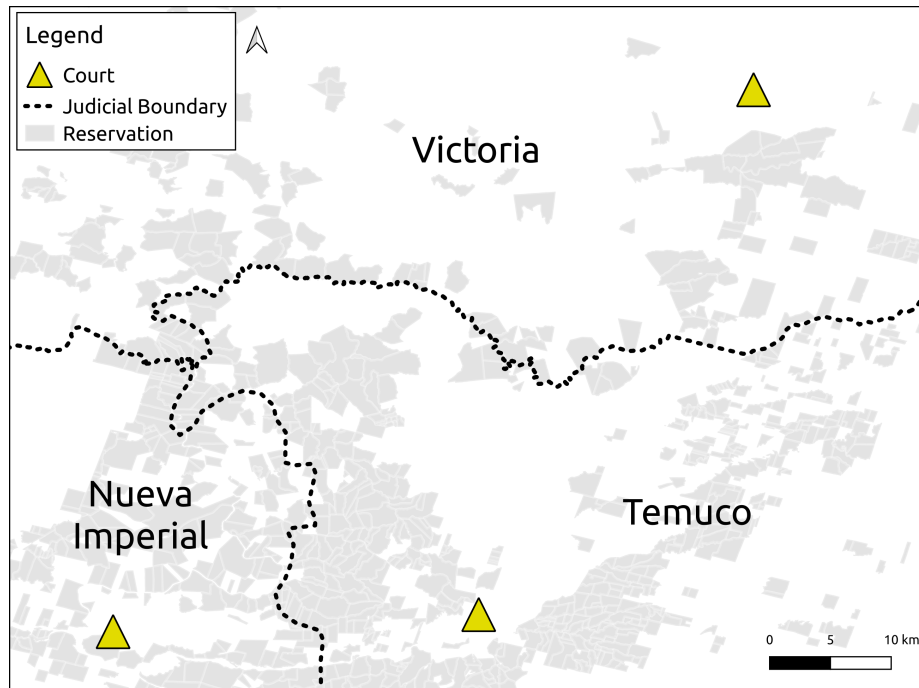 Legend
Court
Judicial Boundary
Reservation
Victoria
Nueva
Imperial
Temuco
0 5 10 km